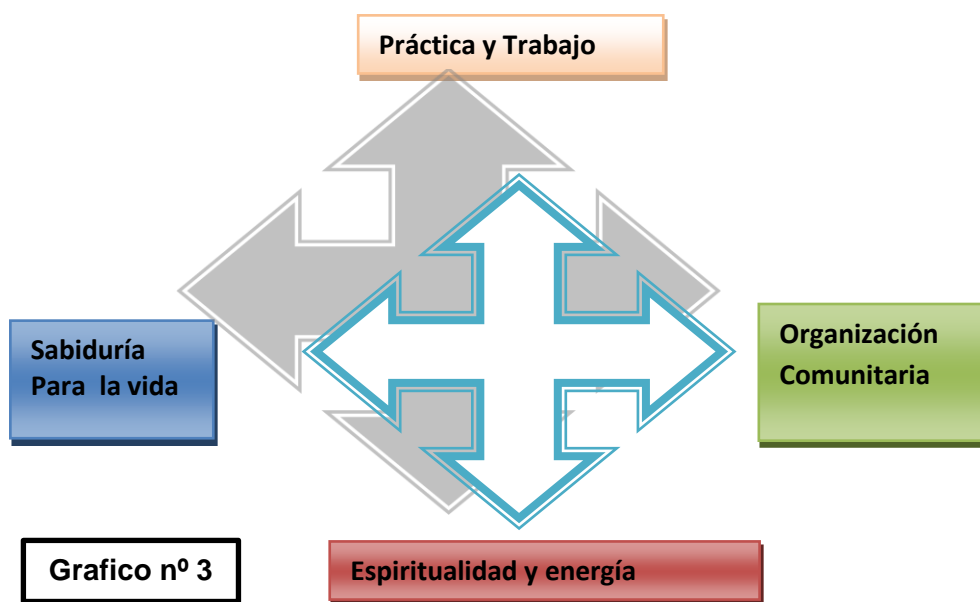 Práctica y Trabajo
Sabiduría
Para la vida
Organización
Comunitaria
Grafico nº 3
Espiritualidad y energía